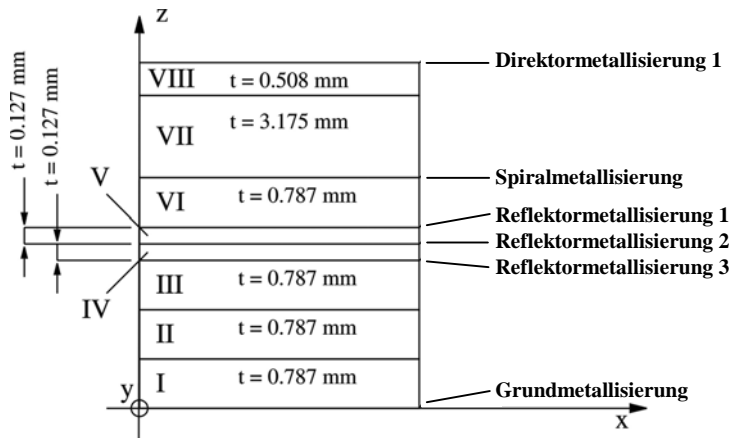 z
Direktormetallisierung 1
VIII t = 0.508 mm
t = 0.127 mm
t = 0.127 mm
VII t = 3.175 mm
V
Spiralmetallisierung
VI t = 0.787 mm
Reflektormetallisierung 1
Reflektormetallisierung 2
Reflektormetallisierung 3
III t = 0.787 mm
IV
II t = 0.787 mm
I t = 0.787 mm
y
Grundmetallisierung
x